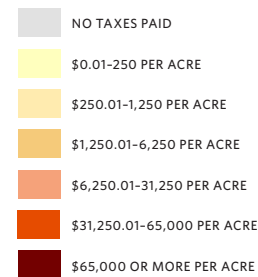 NO TAXES PAID
$0.01-250 PER ACRE
$250.01-1,250 PER ACRE
$1,250.01-6,250 PER ACRE
$6,250.01-31,250 PER ACRE
$31,250.01-65,000 PER ACRE
$65,000 OR MORE PER ACRE